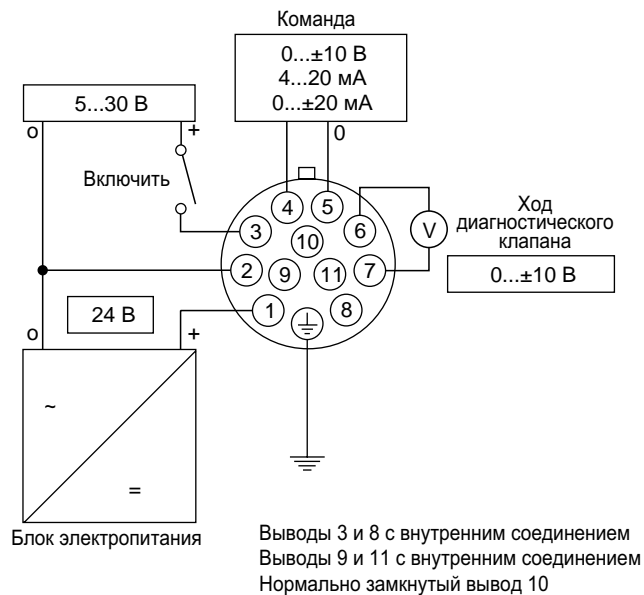 Команда
0...±10 В
4...20 мА
0...±20 мА
5...30 В
o
+
0
Включить
4
5
3
6
10
V
Ход
диагностического
клапана
2
9
11
7
0...±10 В
24 В
1
8
o
+
~
=
Блок электропитания
Выводы 3 и 8 с внутренним соединением
Выводы 9 и 11 с внутренним соединением
Нормально замкнутый вывод 10